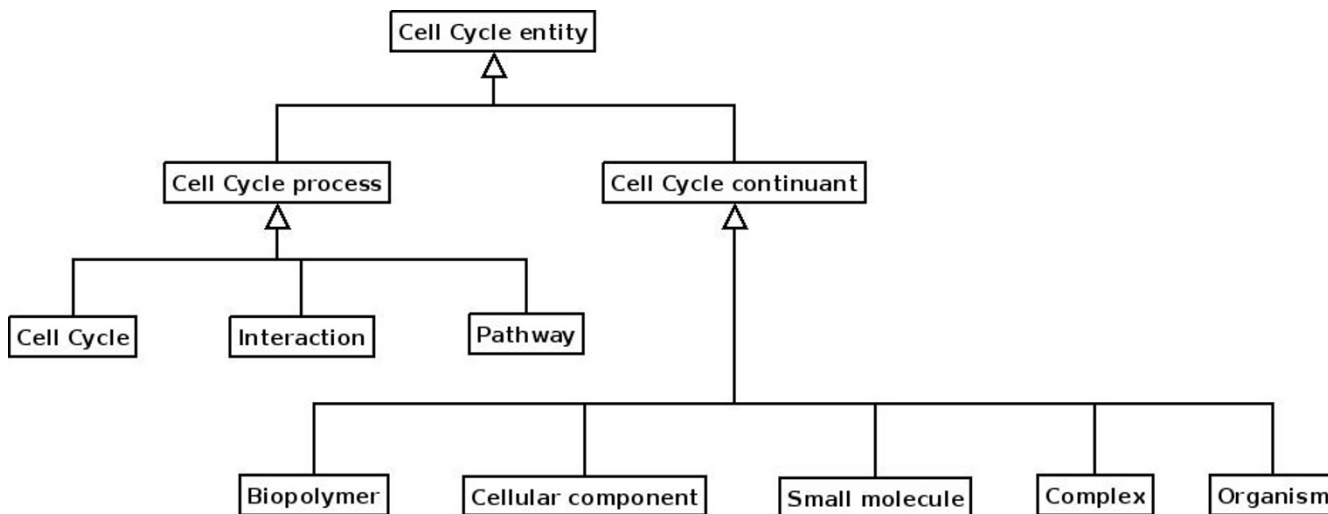 Cell Cycle entity
Cell Cycle process
Cell Cycle continuant
Cell Cycle
Interaction
Pathway
Biopolymer
Cellular component
Small molecule
Complex
Organism